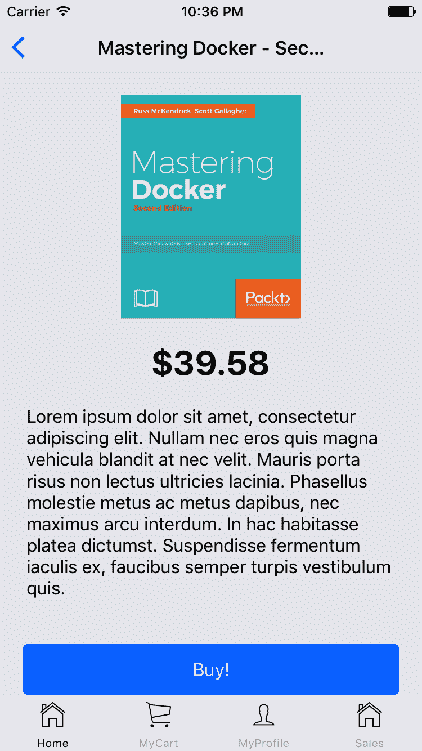 Carrier 10:36 PM
Mastering Docker - Sec...
Russ McKendrick, Scott Gallagher
Mastering
Docker
Packt>
$39.58
Lorem ipsum dolor sit amet, consectetur
adipiscing elit. Nullam nec eros quis magna
vehicula blandit at nec velit. Mauris porta
risus non lectus ultricies lacinia. Phasellus
molestie metus ac metus dapibus, nec
maximus arcu interdum. In hac habitasse
platea dictumst. Suspendisse fermentum
iaculis ex, faucibus semper turpis vestibulum
quis.
Buy!
Home MyCart MyProfile Sales